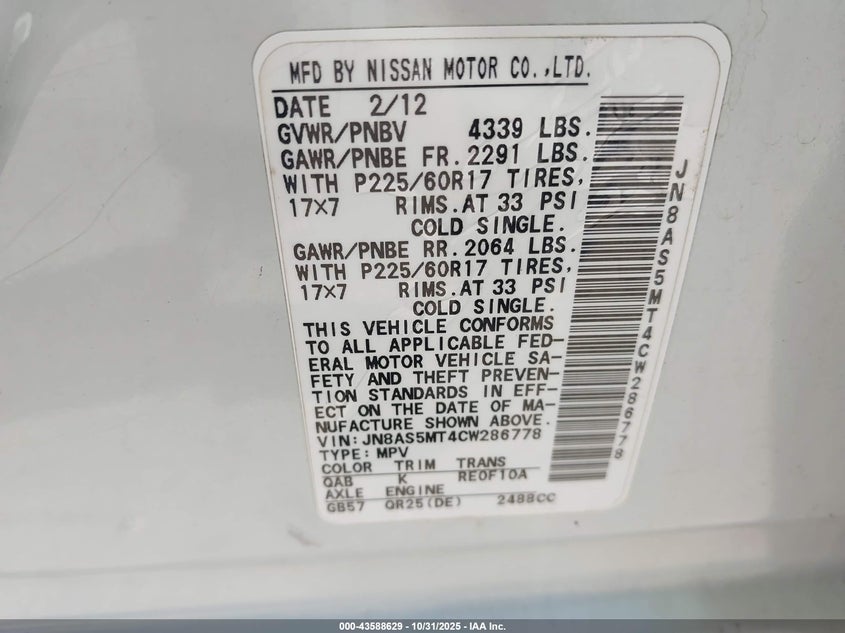 MFD BY NISSAN MOTOR CO.,LTD.
DATE 2/12
GVWR/PNBV 4339 LBS.
GAWR/PNBE FR. 2291 LBS.
WITH P225/60R17 TIRES,
17X7 RIMS.AT 33 PSI
COLD SINGLE.
GAWR/PNBE RR. 2064 LBS.
WITH P225/60R17 TIRES,
17X7 RIMS.AT 33 PSI
COLD SINGLE.
THIS VEHICLE CONFORMS
TO ALL APPLICABLE FED-
ERAL MOTOR VEHICLE SA-
FETY AND THEFT PREVEN-
TION STANDARDS IN EFF-
ECT ON THE DATE OF MA-
NUFACTURE SHOWN ABOVE.
VIN:JN8AS5MT4CW286778
TYPE: MPV
COLOR TRIM TRANS
QAB K RE0F10A
AXLE ENGINE
GB57 QR25(DE) 2488CC
JN8AS5MT4CW286778
000-43588629 - 10/31/2025 - IAA Inc.